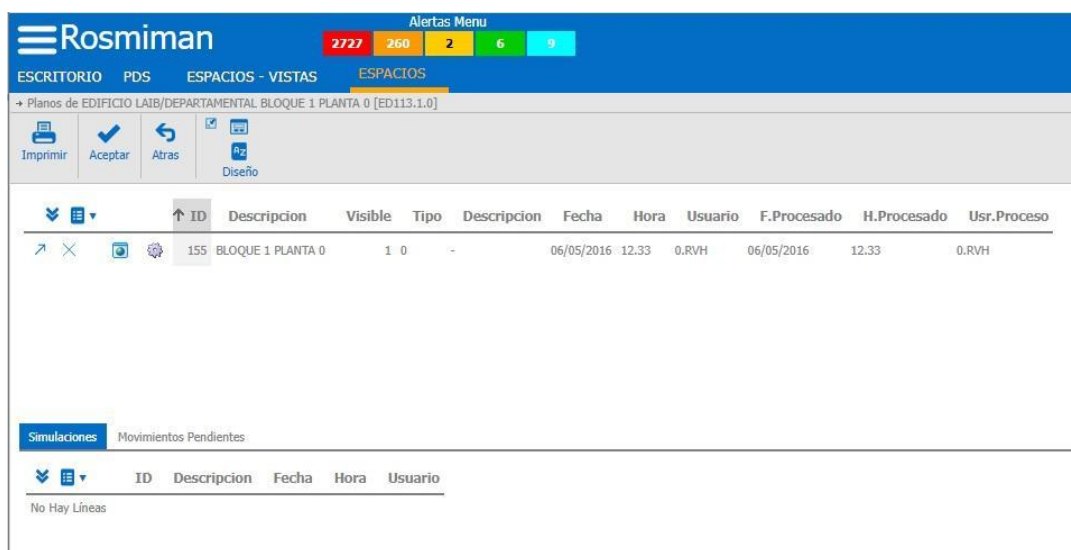 Alertas Menu
Rosmiman
2727 260 2 6 9
ESCRITORIO PDS ESPACIOS - VISTAS ESPACIOS
Planos de EDIFICIO LAIB/DEPARTAMENTAL BLOQUE 1 PLANTA 0 [ED113.1.0]
Imprimir Aceptar Atras Diseño
AZ
ID Descripcion Visible Tipo Descripcion Fecha Hora Usuario F.Procesado H.Procesado Usr.Proceso
155 BLOQUE 1 PLANTA 0 1 0 - 06/05/2016 12.33 0.RVH 06/05/2016 12.33 0.RVH
Simulaciones Movimientos Pendientes
ID Descripcion Fecha Hora Usuario
No Hay Líneas